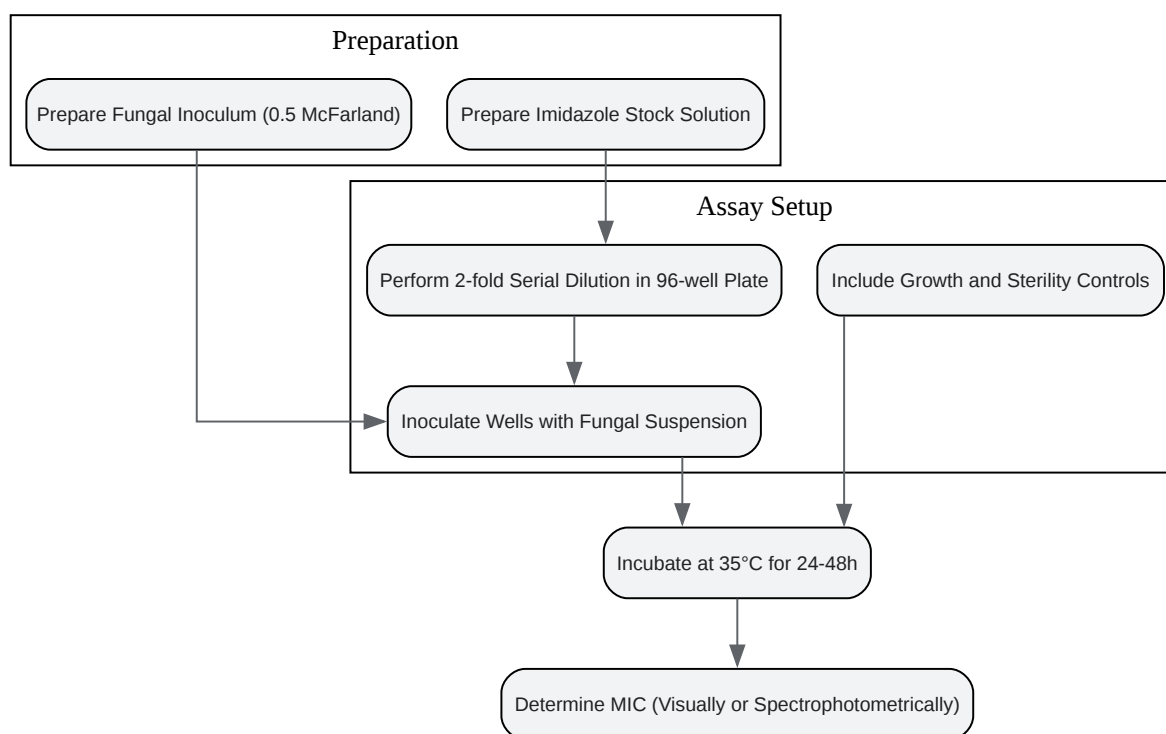 Preparation
Prepare Fungal Inoculum (0.5 McFarland)
Prepare Imidazole Stock Solution
Assay Setup
Perform 2-fold Serial Dilution in 96-well Plate
Include Growth and Sterility Controls
Inoculate Wells with Fungal Suspension
Incubate at 35°C for 24-48h
Determine MIC (Visually or Spectrophotometrically)